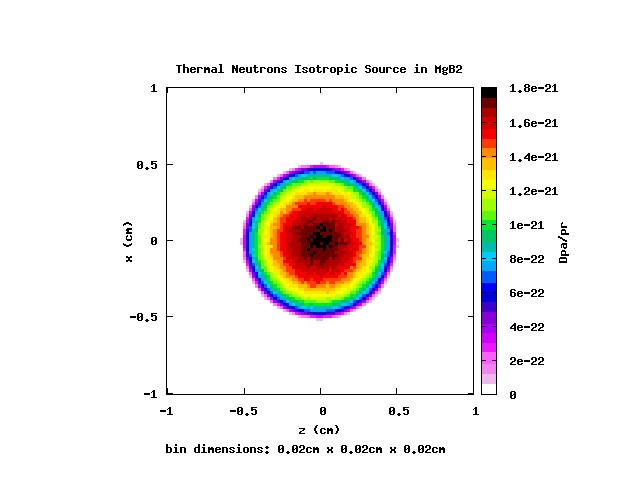 Thermal Neutrons Isotropic Source in MgB2
1
0.5
0
-0.5
-1
x (cm)
-1
-0.5
0
0.5
1
z (cm)
1.8e-21
1.6e-21
1.4e-21
1.2e-21
1e-21
8e-22
6e-22
4e-22
2e-22
0
Dpa/pr
bin dimensions: 0.02cm x 0.02cm x 0.02cm